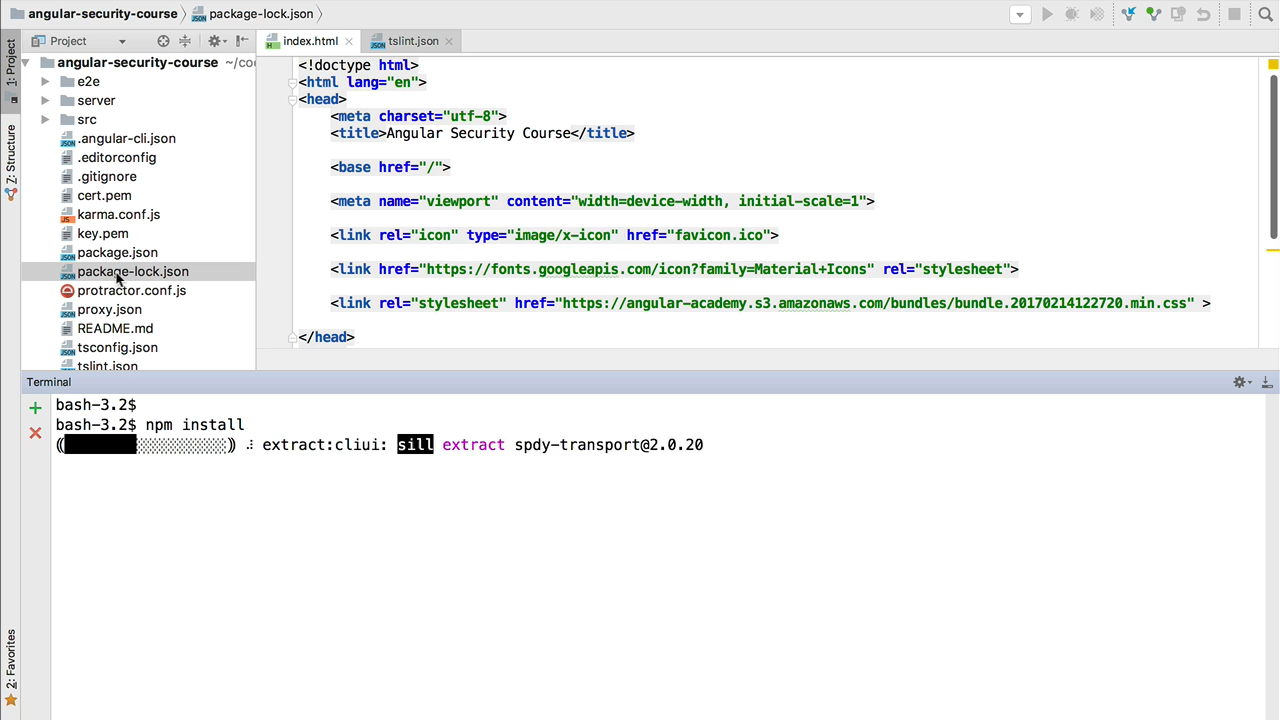 angular-security-course
package-lock.json
1: Project
Project
index.html
tslint.json
angular-security-course ~/co
e2e
server
src
.angular-cli.json
.editorconfig
.gitignore
cert.pem
karma.conf.js
key.pem
package.json
package-lock.json
protractor.conf.js
proxy.json
README.md
tsconfig.json
tslint.json
Z: Structure
<!doctype html>
<html lang="en">
<head>
<meta charset="utf-8">
<title>Angular Security Course</title>
<base href="/">
<meta name="viewport" content="width=device-width, initial-scale=1">
<link rel="icon" type="image/x-icon" href="favicon.ico">
<link href="https://fonts.googleapis.com/icon?family=Material+Icons" rel="stylesheet">
<link rel="stylesheet" href="https://angular-academy.s3.amazonaws.com/bundles/bundle.20170214122720.min.css" >
</head>
Terminal
bash-3.2$
bash-3.2$ npm install
extract:cliui: sill extract spdy-transport@2.0.20
2: Favorites